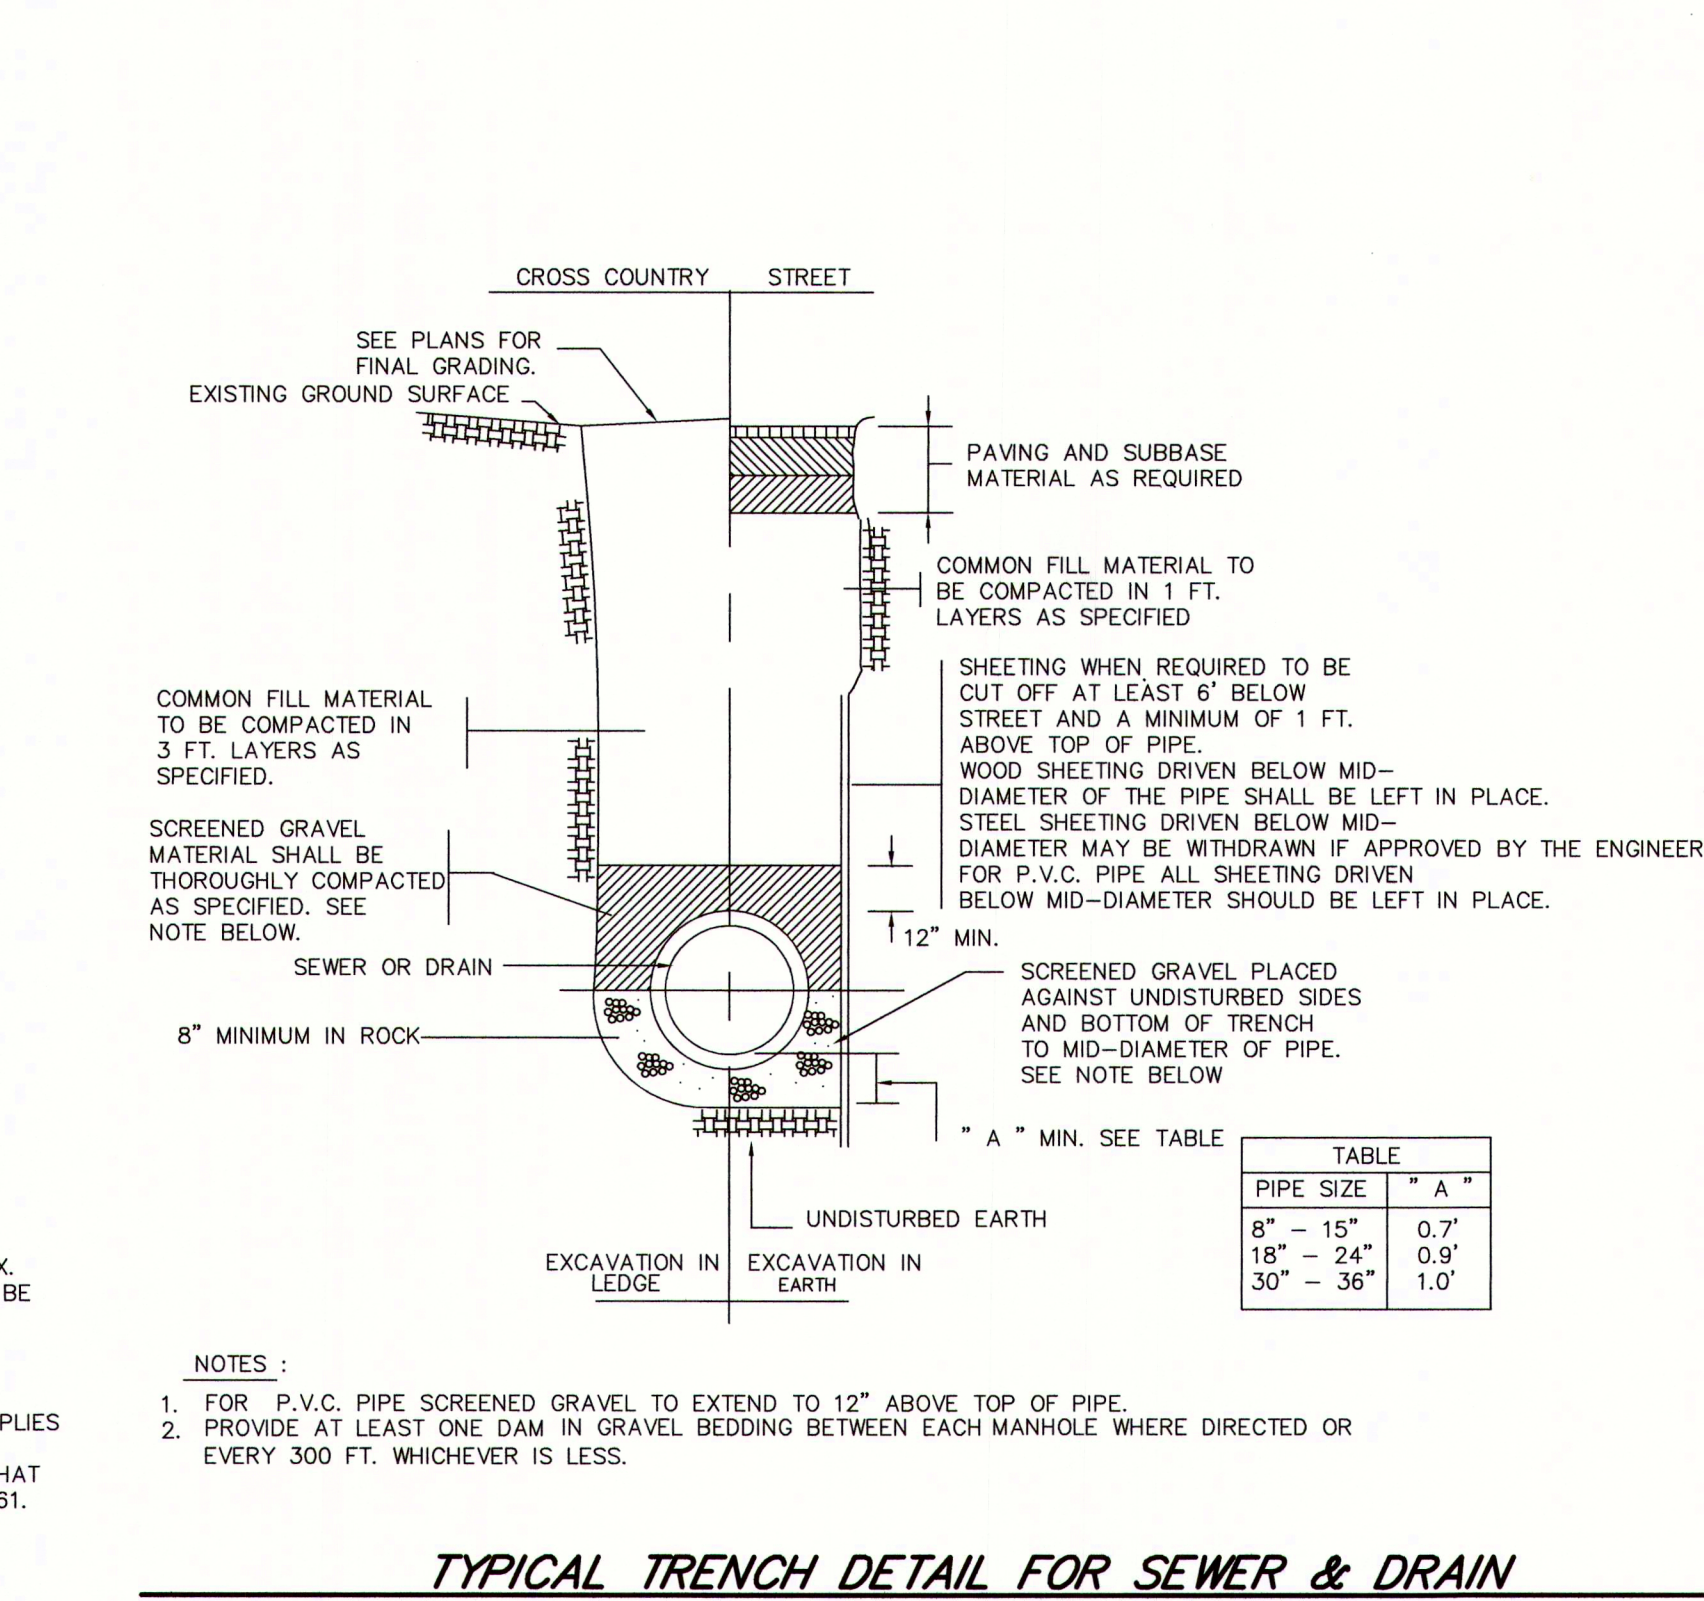 CROSS COUNTRY
STREET
SEE PLANS FOR
FINAL GRADING.
EXISTING GROUND SURFACE
PAVING AND SUBBASE
MATERIAL AS REQUIRED
COMMON FILL MATERIAL TO
BE COMPACTED IN 1 FT.
LAYERS AS SPECIFIED
SHEETING WHEN REQUIRED TO BE
CUT OFF AT LEAST 6' BELOW
STREET AND A MINIMUM OF 1 FT.
ABOVE TOP OF PIPE.
WOOD SHEETING DRIVEN BELOW MID-
DIAMETER OF THE PIPE SHALL BE LEFT IN PLACE.
STEEL SHEETING DRIVEN BELOW MID-
DIAMETER MAY BE WITHDRAWN IF APPROVED BY THE ENGINEER
FOR P.V.C. PIPE ALL SHEETING DRIVEN
BELOW MID-DIAMETER SHOULD BE LEFT IN PLACE.
COMMON FILL MATERIAL
TO BE COMPACTED IN
3 FT. LAYERS AS
SPECIFIED.
SCREENED GRAVEL
MATERIAL SHALL BE
THOROUGHLY COMPACTED
AS SPECIFIED. SEE
NOTE BELOW.
12" MIN.
SEWER OR DRAIN
SCREENED GRAVEL PLACED
AGAINST UNDISTURBED SIDES
AND BOTTOM OF TRENCH
TO MID-DIAMETER OF PIPE.
SEE NOTE BELOW
8" MINIMUM IN ROCK
" A " MIN. SEE TABLE
TABLE
PIPE SIZE " A "
8" - 15" 0.7'
18" - 24" 0.9'
30" - 36" 1.0'
UNDISTURBED EARTH
EXCAVATION IN
LEDGE
EXCAVATION IN
EARTH
X.
BE
PLIES
HAT
61.
NOTES :
1. FOR P.V.C. PIPE SCREENED GRAVEL TO EXTEND TO 12" ABOVE TOP OF PIPE.
2. PROVIDE AT LEAST ONE DAM IN GRAVEL BEDDING BETWEEN EACH MANHOLE WHERE DIRECTED OR
EVERY 300 FT. WHICHEVER IS LESS.
TYPICAL TRENCH DETAIL FOR SEWER & DRAIN